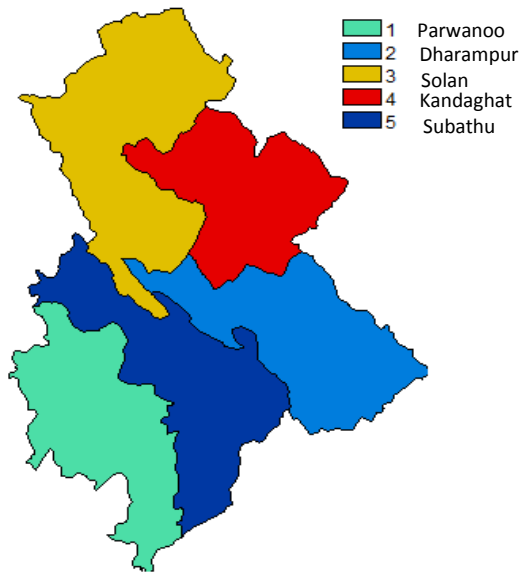 1 Parwanoo
2 Dharampur
3 Solan
4 Kandaghat
5 Subathu